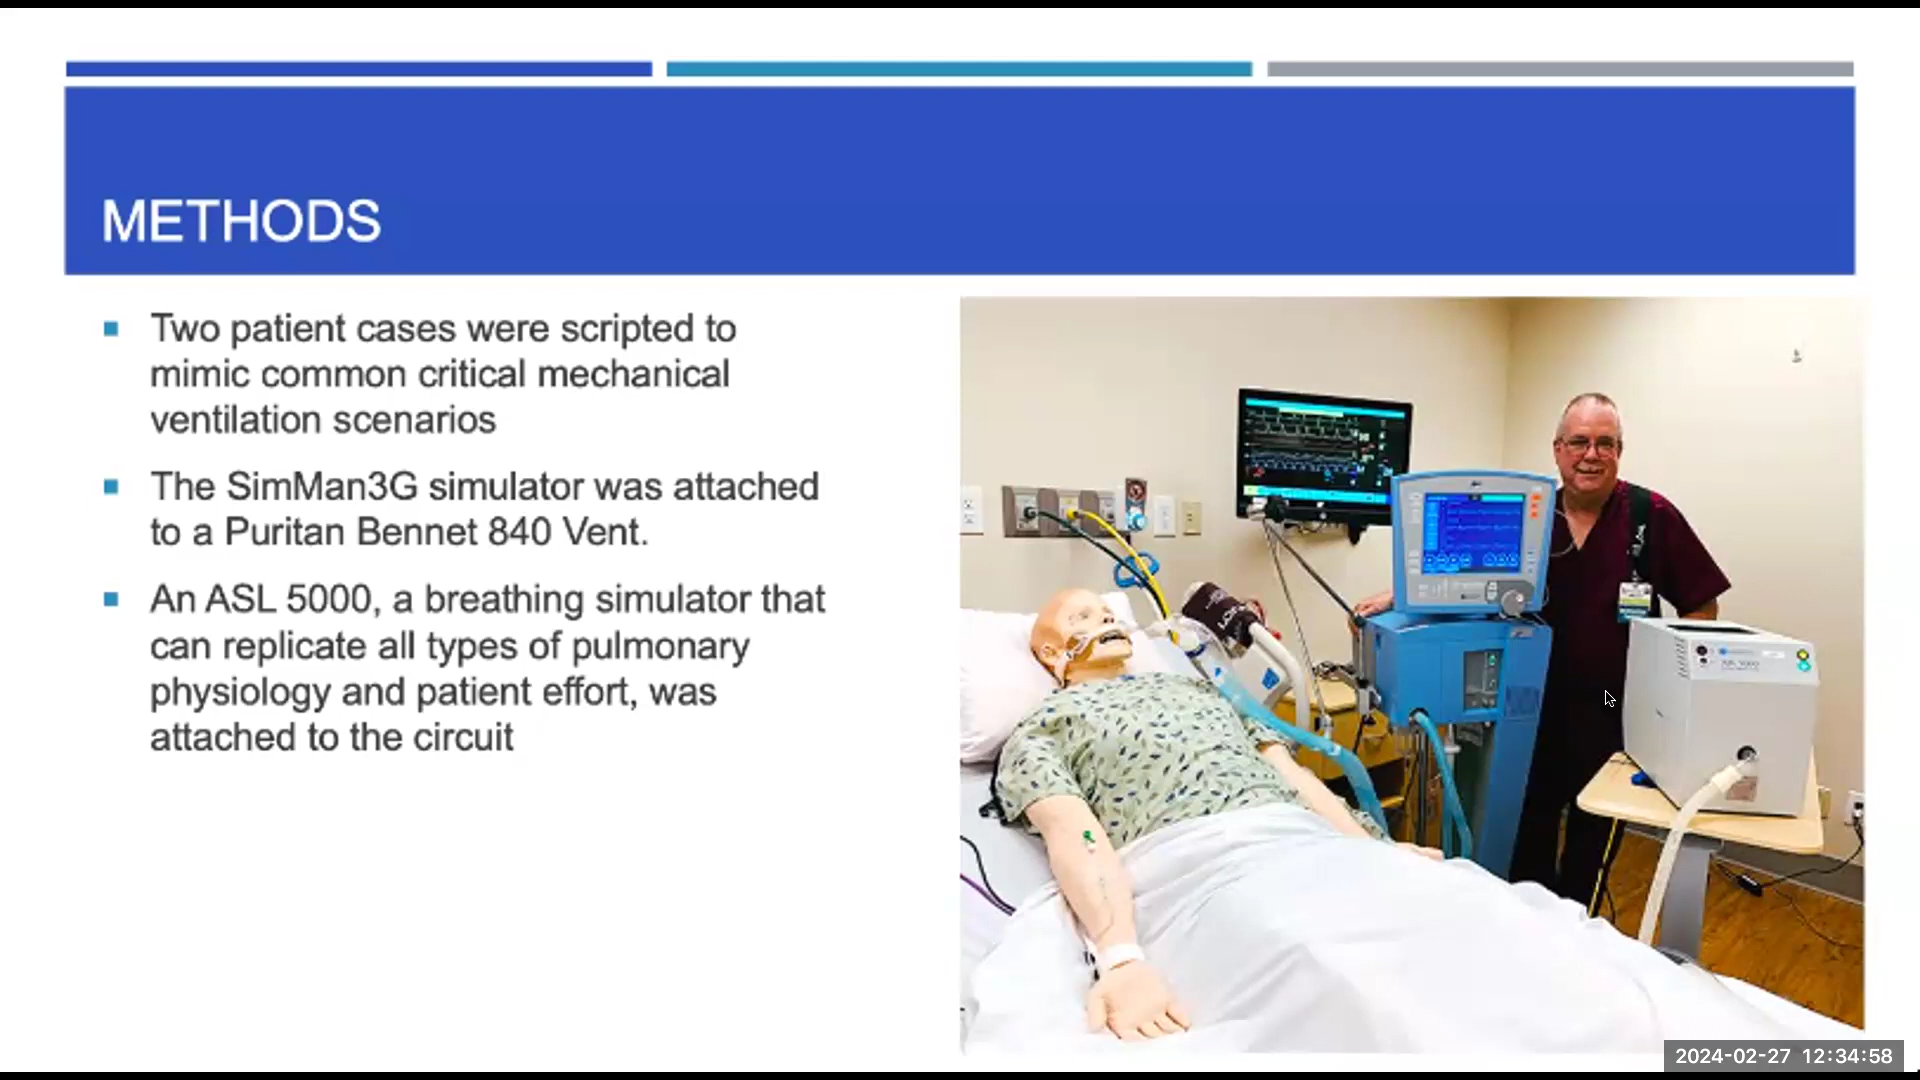 METHODS
Two patient cases were scripted to
mimic common critical mechanical
ventilation scenarios
The SimMan3G simulator was attached
to a Puritan Bennet 840 Vent.
An ASL 5000, a breathing simulator that
can replicate all types of pulmonary
physiology and patient effort, was
attached to the circuit
2024-02-27 12:34:58